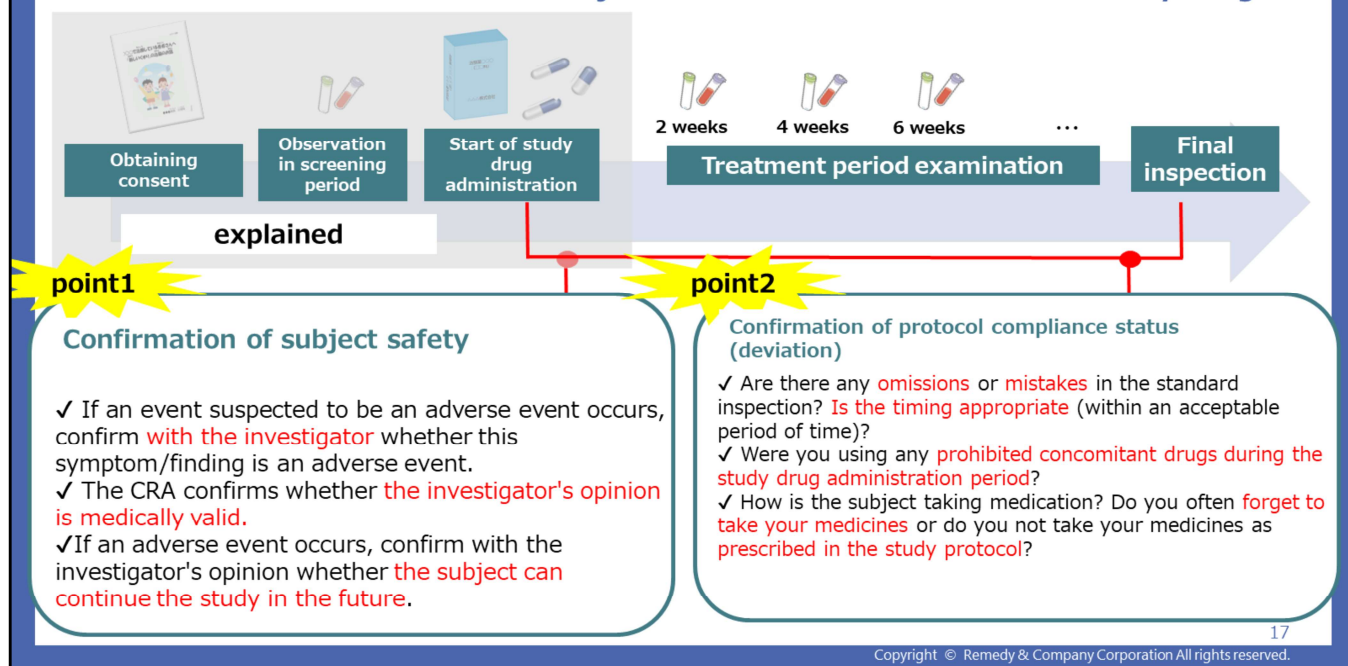 Obtaining
consent
Observation
in screening
period
Start of study
drug
administration
2 weeks
4 weeks
6 weeks
…
Treatment period examination
Final
inspection
explained
point1
Confirmation of subject safety
✓ If an event suspected to be an adverse event occurs,
confirm with the investigator whether this
symptom/finding is an adverse event.
✓ The CRA confirms whether the investigator's opinion
is medically valid.
✓If an adverse event occurs, confirm with the
investigator's opinion whether the subject can
continue the study in the future.
point2
Confirmation of protocol compliance status
(deviation)
✓ Are there any omissions or mistakes in the standard
inspection? Is the timing appropriate (within an acceptable
period of time)?
✓ Were you using any prohibited concomitant drugs during the
study drug administration period?
✓ How is the subject taking medication? Do you often forget to
take your medicines or do you not take your medicines as
prescribed in the study protocol?
17
Copyright © Remedy & Company Corporation All rights reserved.